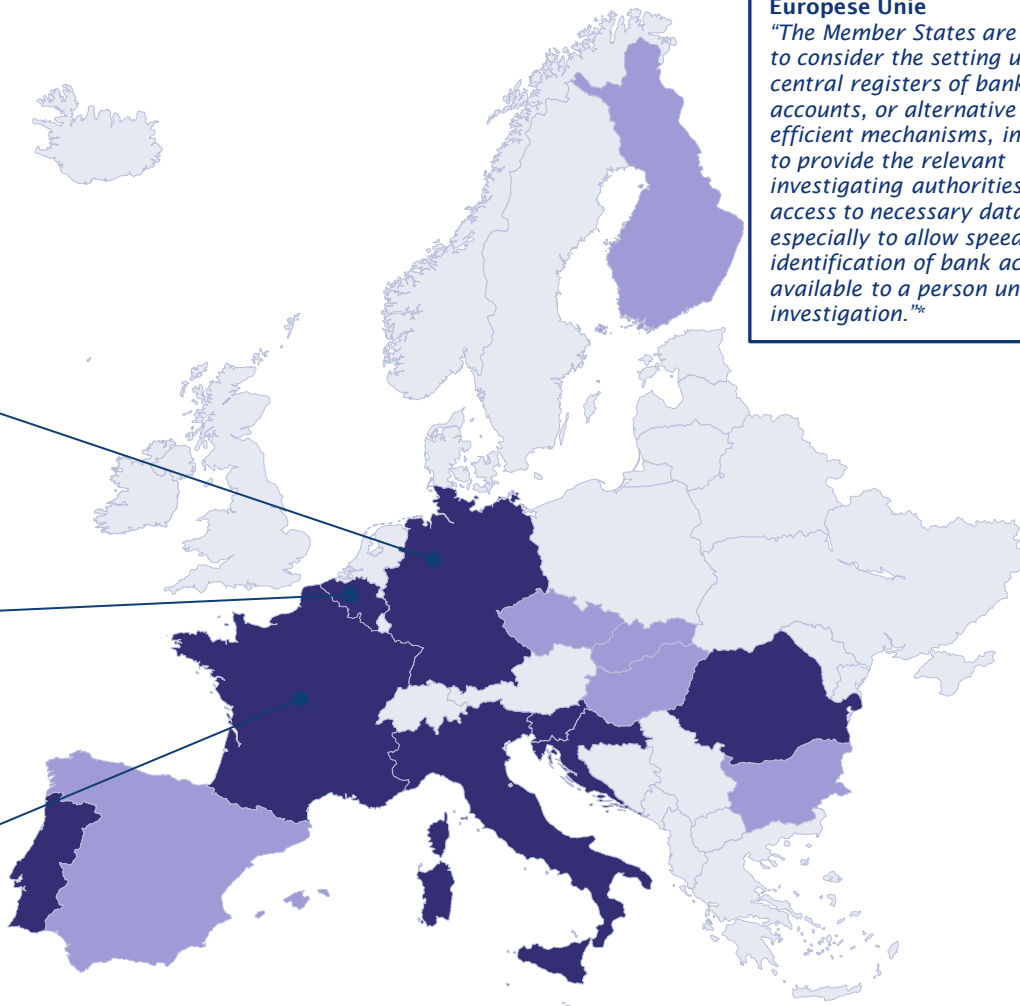 Europese Unie
“The Member States are
to consider the setting u
central registers of bank
accounts, or alternative
efficient mechanisms, in
to provide the relevant
investigating authorities
access to necessary data
especially to allow speed
identification of bank ac
available to a person un
investigation.”*